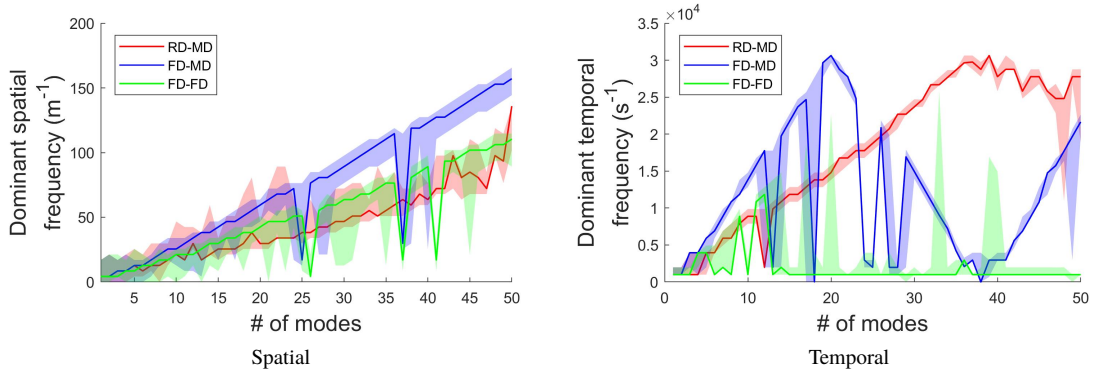 200
150
100
50
0
Dominant spatial
frequency (m⁻¹)
RD-MD
FD-MD
FD-FD
5 10 15 20 25 30 35 40 45 50
# of modes
Spatial
×10⁴
3.5
3
2.5
2
1.5
1
0.5
0
Dominant temporal
frequency (s⁻¹)
RD-MD
FD-MD
FD-FD
0 10 20 30 40 50
# of modes
Temporal